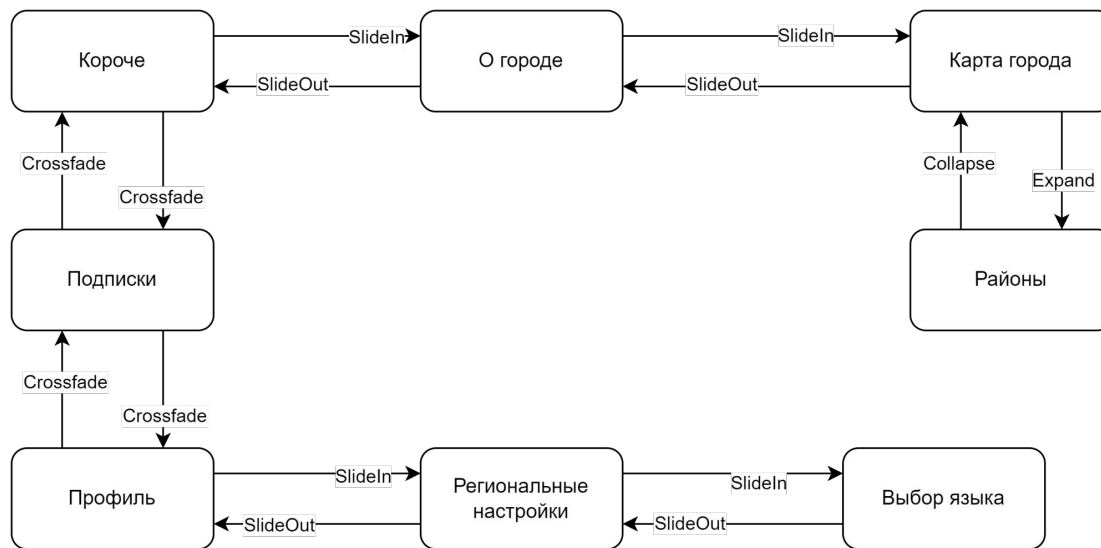 Короче
SlideIn
О городе
SlideIn
Карта города
SlideOut
SlideOut
Crossfade
Crossfade
Collapse
Expand
Подписки
Районы
Crossfade
Crossfade
Профиль
SlideIn
Региональные
настройки
SlideIn
Выбор языка
SlideOut
SlideOut